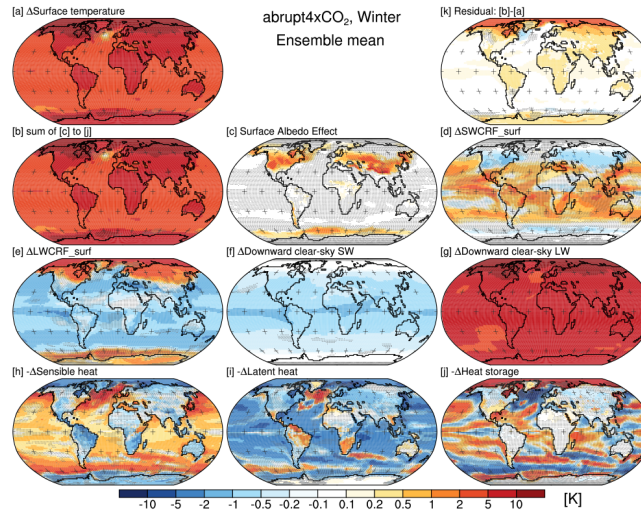 [a] ΔSurface temperature
abrupt4xCO₂, Winter
Ensemble mean
[k] Residual: [b]-[a]
[b] sum of [c] to [j]
[c] Surface Albedo Effect
[d] ΔSWCRF_surf
[e] ΔLWCRF_surf
[f] ΔDownward clear-sky SW
[g] ΔDownward clear-sky LW
[h] -ΔSensible heat
[i] -ΔLatent heat
[j] -ΔHeat storage
-10 -5 -2 -1 -0.5 -0.2 -0.1 0.1 0.2 0.5 1 2 5 10 [K]